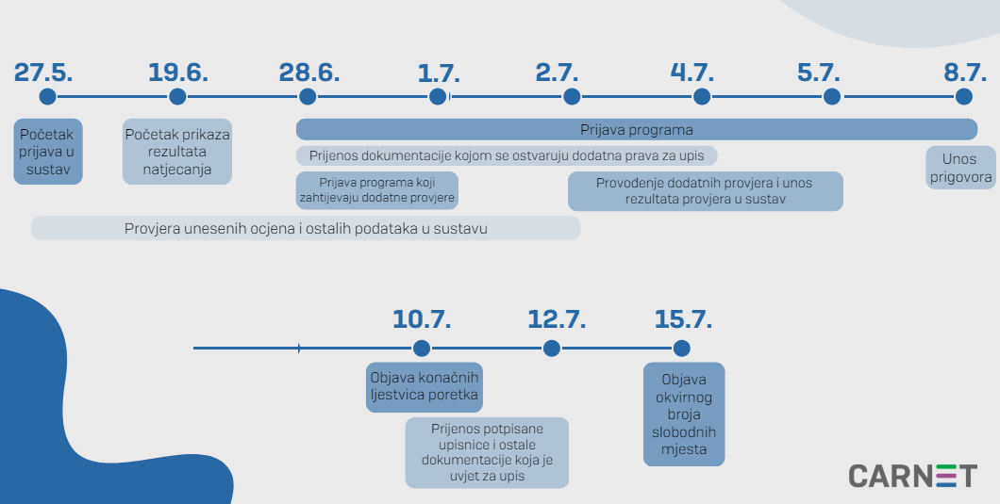 27.5.
19.6.
28.6.
1.7.
2.7.
4.7.
5.7.
8.7.
Početak
prijava u
sustav
Početak prikaza
rezultata
natjecanja
Prijava programa
Prijenos dokumentacije kojom se ostvaruju dodatna prava za upis
Prijava programa koji
zahtijevaju dodatne provjere
Provođenje dodatnih provjera i unos
rezultata provjera u sustav
Unos
prigovora
Provjera unesenih ocjena i ostalih podataka u sustavu
10.7.
12.7.
15.7.
Objava konačnih
ljestvica poretka
Prijenos potpisane
upisnice i ostale
dokumentacije koja je
uvjet za upis
Objava
okvirnog
broja
slobodnih
mjesta
CARNET